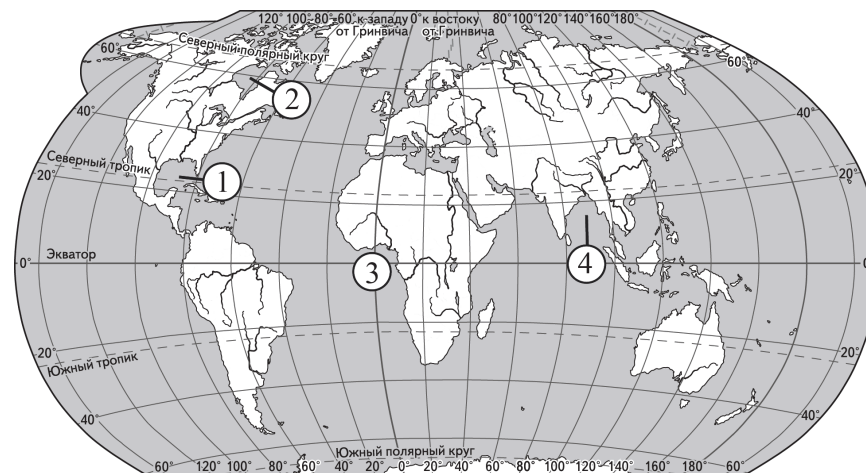 120° 100° 80° 60° к западу 0° к востоку 80° 100° 120° 140° 160° 180°
от Гринвича от Гринвича
Северный полярный круг
60° 60°
2
40° 40°
Северный тропик
1
20° 20°
Экватор
3 4
0° 0°
20° 20°
Южный тропик
40° 40°
Южный полярный круг
60° 120° 100° 80° 60° 40° 20° 0° 20° 40° 60° 80° 100° 120° 140° 160° 180° 60°